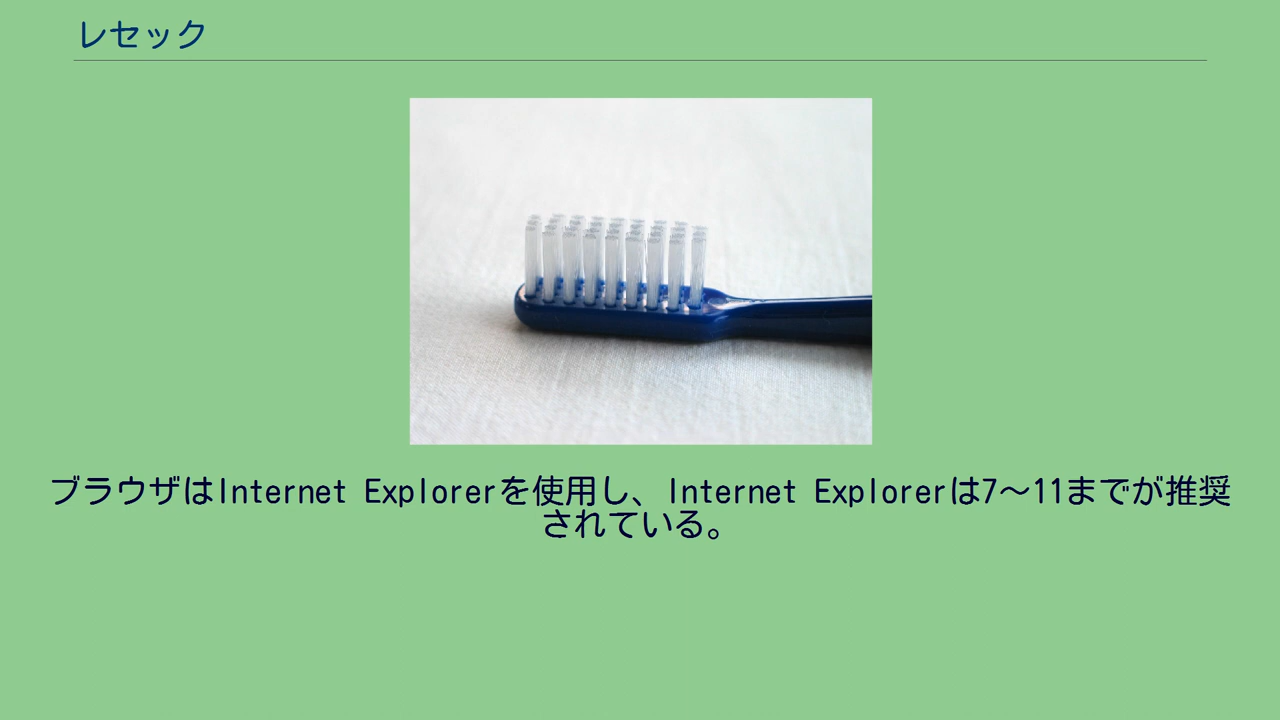 レセック
ブラウザはInternet Explorerを使用し、Internet Explorerは7～11までが推奨
されている。